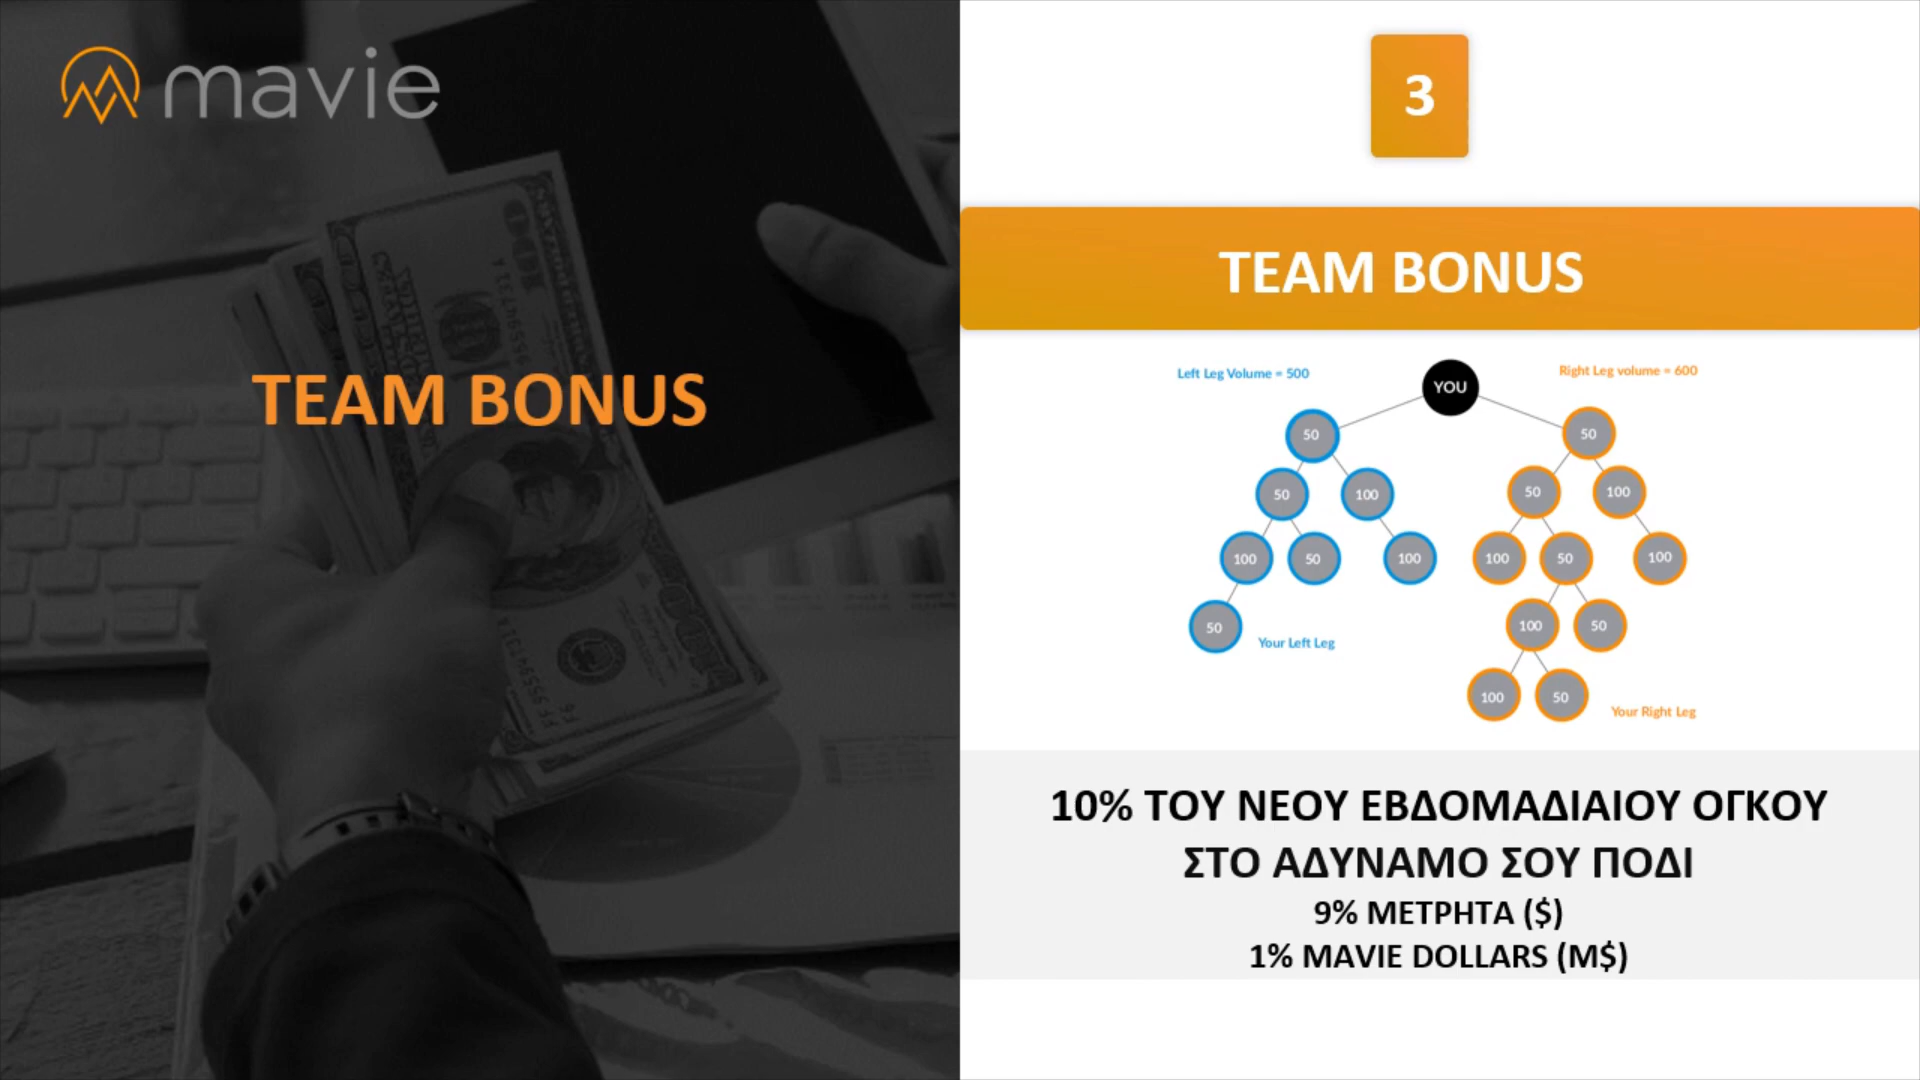 mavie
TEAM BONUS
3
TEAM BONUS
Left Leg Volume = 500
YOU
Right Leg volume = 600
50
50
50
100
50
100
100
50
100
100
50
100
50
Your Left Leg
100
50
100
50
Your Right Leg
10% ΤΟΥ ΝΕΟΥ ΕΒΔΟΜΑΔΙΑΙΟΥ ΟΓΚΟΥ
ΣΤΟ ΑΔΥΝΑΜΟ ΣΟΥ ΠΟΔΙ
9% ΜΕΤΡΗΤΑ ($)
1% MAVIE DOLLARS (M$)